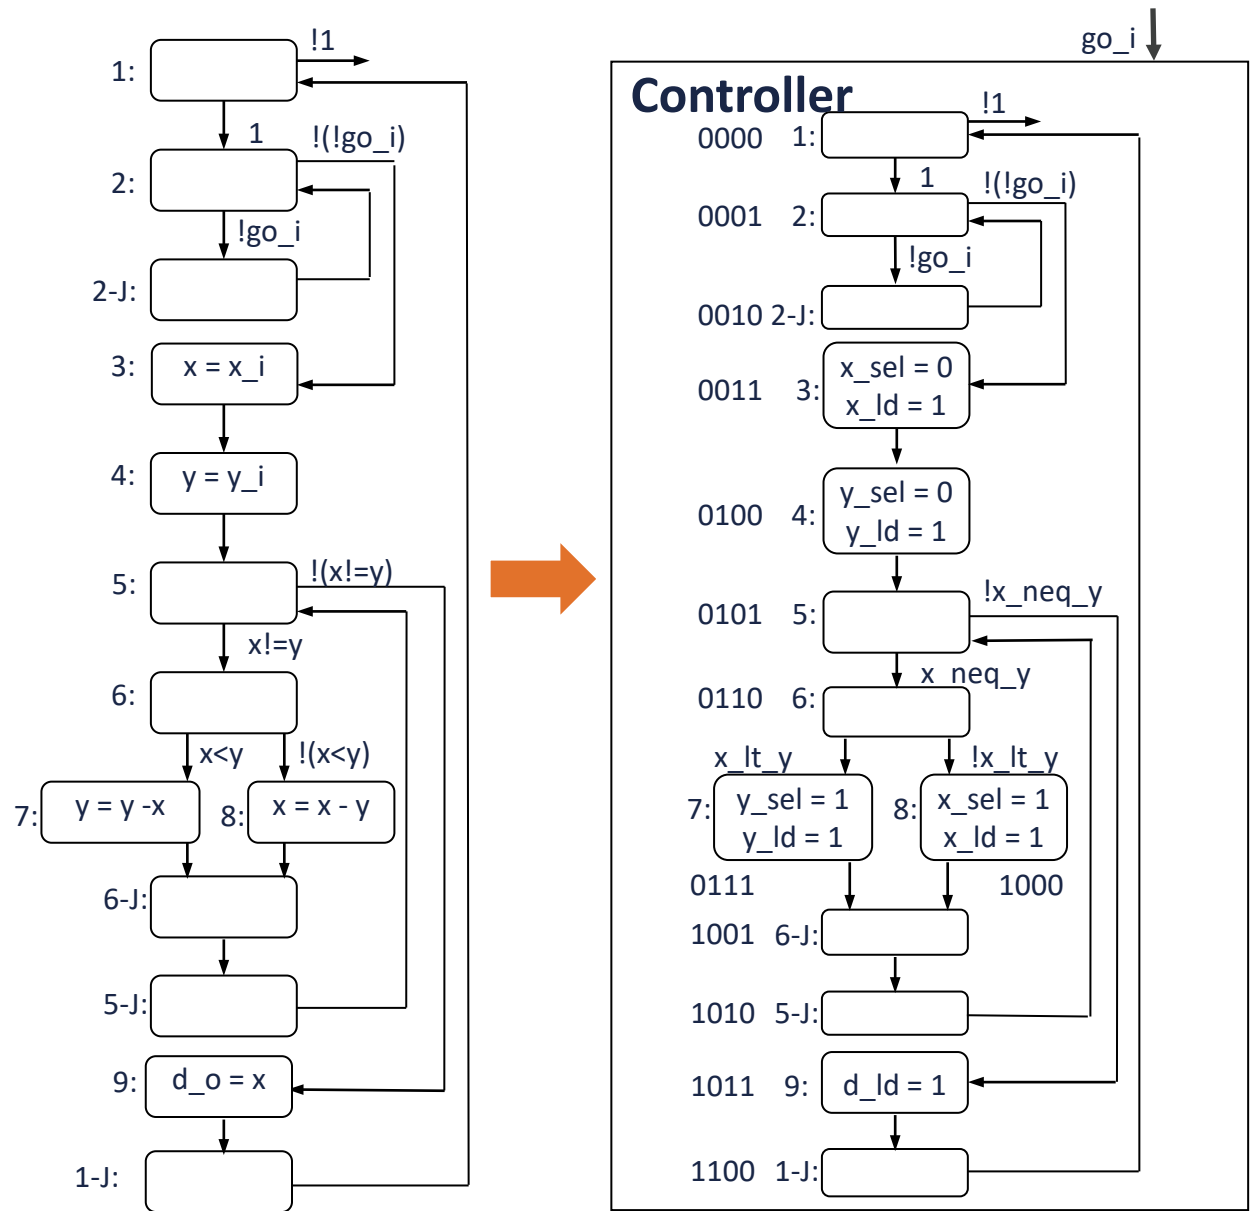 !1
1:
1
!(!go_i)
2:
!go_i
2-J:
3:
x = x_i
4:
y = y_i
5:
!(x!=y)
x!=y
6:
x<y
!(x<y)
7:
y = y -x
8:
x = x - y
6-J:
5-J:
9:
d_o = x
1-J:
go_i
Controller
!1
0000 1:
1
!(!go_i)
0001 2:
!go_i
0010 2-J:
0011 3:
x_sel = 0
x_ld = 1
0100 4:
y_sel = 0
y_ld = 1
0101 5:
!x_neq_y
x_neq_y
0110 6:
x_lt_y
!x_lt_y
7:
y_sel = 1
y_ld = 1
8:
x_sel = 1
x_ld = 1
0111
1000
1001 6-J:
1010 5-J:
1011 9:
d_ld = 1
1100 1-J: